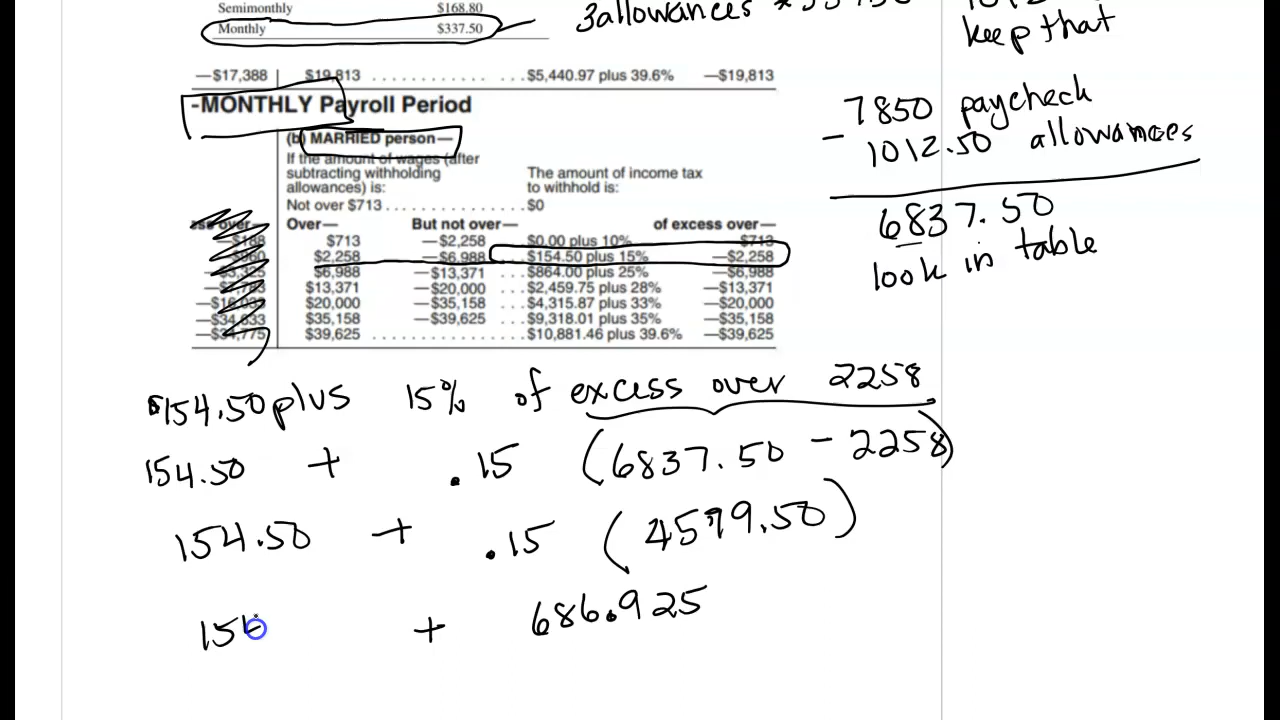 Semimonthly $168.80
3 allowances
Monthly $337.50
keep that
—$17,388 $19,813 . . . . . . . . . . . . . . $5,440.97 plus 39.6% —$19,813
-MONTHLY Payroll Period
7850 paycheck
(b) MARRIED person—
- 1012.50 allowances
If the amount of wages (after
subtracting withholding The amount of income tax
allowances) is: to withhold is:
Not over $713 . . . . . . . . . . . . . . . $0
6837.50
look in table
Over— But not over— of excess over—
$713 —$2,258 $0.00 plus 10% —$713
$2,258 —$6,988 . . . $154.50 plus 15% —$2,258
$6,988 —$13,371 . . . $864.00 plus 25% —$6,988
$13,371 —$20,000 . . . $2,459.75 plus 28% —$13,371
$20,000 —$35,158 . . . $4,315.87 plus 33% —$20,000
$35,158 —$39,625 . . . $9,318.01 plus 35% —$35,158
$39,625 . . . . . . . . . . . . . . . $10,881.46 plus 39.6% —$39,625
$154.50 plus 15% of excess over 2258
154.50 + .15 (6837.50 - 2258)
154.50 + .15 (4579.50)
154 + 686.925